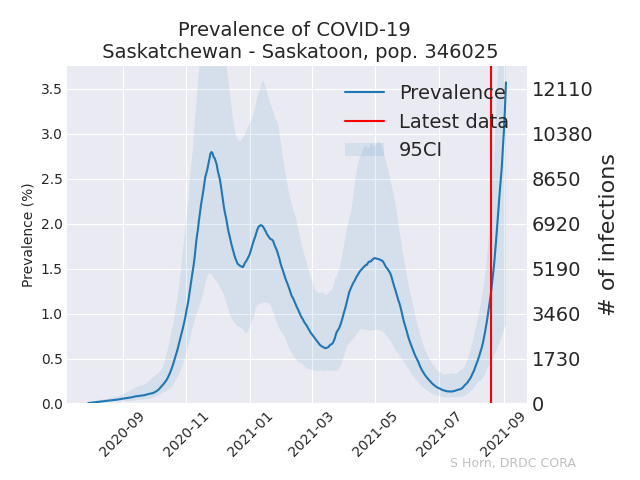 Prevalence of COVID-19
Saskatchewan - Saskatoon, pop. 346025
Prevalence
Latest data
95CI
Prevalence (%)
3.5
3.0
2.5
2.0
1.5
1.0
0.5
0.0
12110
10380
8650
6920
5190
3460
1730
0
# of infections
2020-09
2020-11
2021-01
2021-03
2021-05
2021-07
2021-09
S Horn, DRDC CORA